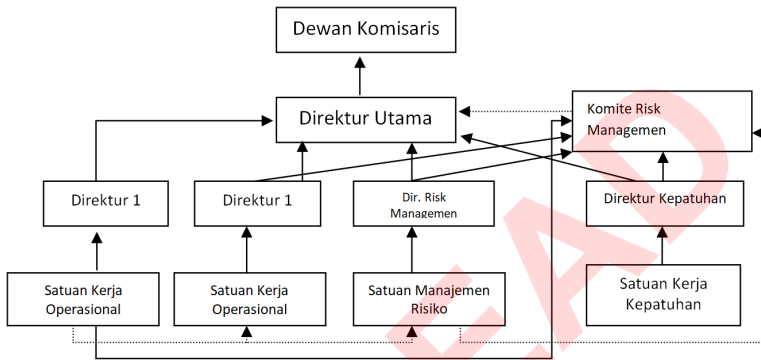 Dewan Komisaris
Direktur Utama
Komite Risk
Managemen
Direktur 1
Direktur 1
Dir. Risk
Managemen
Direktur Kepatuhan
Satuan Kerja
Operasional
Satuan Kerja
Operasional
Satuan Manajemen
Risiko
Satuan Kerja
Kepatuhan
EAD